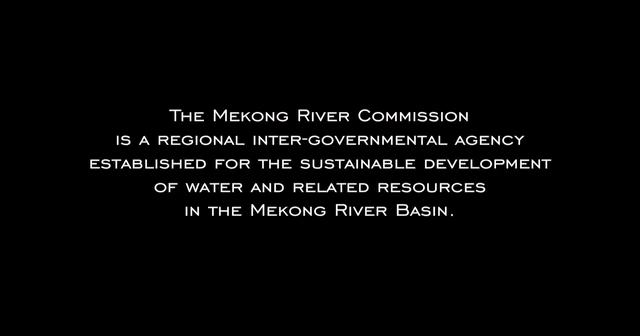 The Mekong River Commission
is a regional inter-governmental agency
established for the sustainable development
of water and related resources
in the Mekong River Basin.